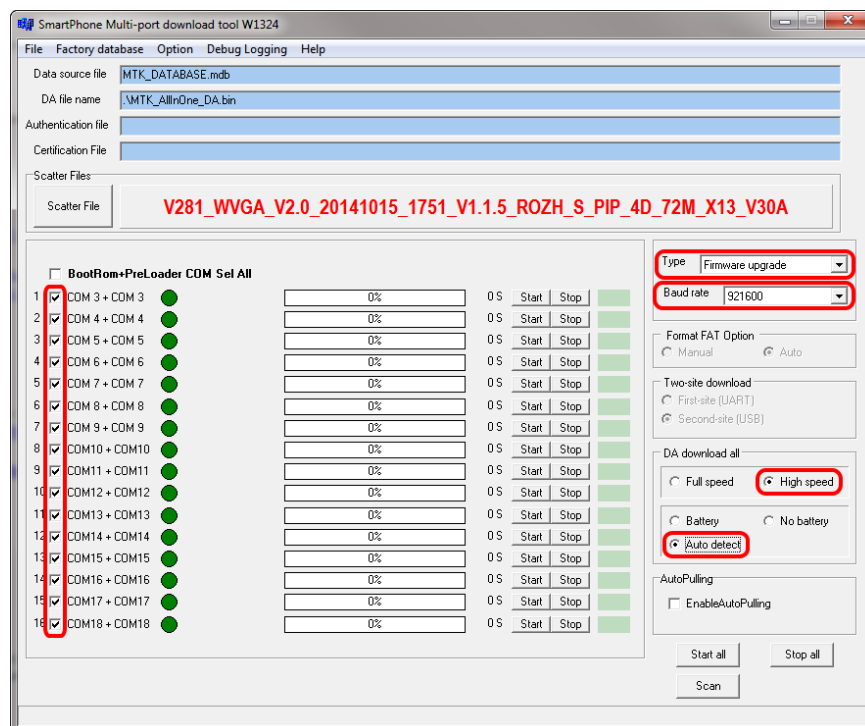 SmartPhone Multi-port download tool W1324
File Factory database Option Debug Logging Help
Data source file MTK_DATABASE.mdb
DA file name .\MTK_AllInOne_DA.bin
Authentication file
Certification File
Scatter Files
Scatter File V281_WVGA_V2.0_20141015_1751_V1.1.5_ROZH_S_PIP_4D_72M_X13_V30A
BootRom+PreLoader COM Sel All
1 COM 3 + COM 3 0% 0 S Start Stop
2 COM 4 + COM 4 0% 0 S Start Stop
3 COM 5 + COM 5 0% 0 S Start Stop
4 COM 6 + COM 6 0% 0 S Start Stop
5 COM 7 + COM 7 0% 0 S Start Stop
6 COM 8 + COM 8 0% 0 S Start Stop
7 COM 9 + COM 9 0% 0 S Start Stop
8 COM10 + COM10 0% 0 S Start Stop
9 COM11 + COM11 0% 0 S Start Stop
10 COM12 + COM12 0% 0 S Start Stop
11 COM13 + COM13 0% 0 S Start Stop
12 COM14 + COM14 0% 0 S Start Stop
13 COM15 + COM15 0% 0 S Start Stop
14 COM16 + COM16 0% 0 S Start Stop
15 COM17 + COM17 0% 0 S Start Stop
16 COM18 + COM18 0% 0 S Start Stop
Type Firmware upgrade
Baud rate 921600
Format FAT Option
Manual Auto
Two-site download
First-site (UART)
Second-site (USB)
DA download all
Full speed High speed
Battery No battery
Auto detect
AutoPulling
EnableAutoPulling
Start all Stop all
Scan